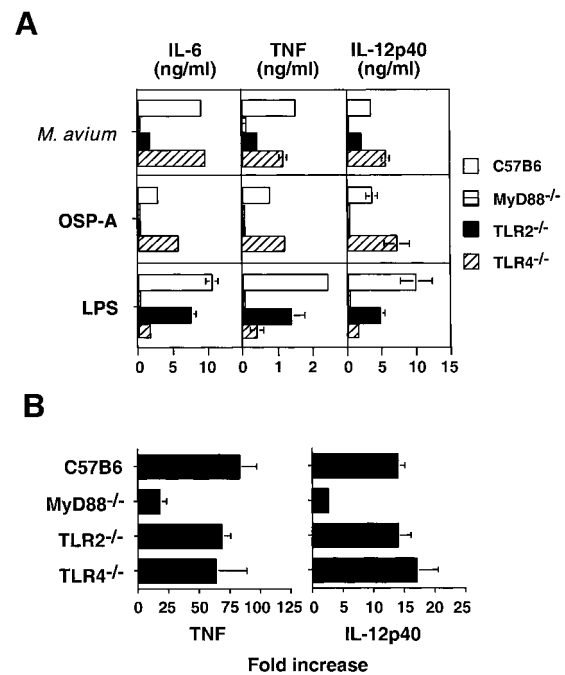 A
IL-6 TNF IL-12p40
(ng/ml) (ng/ml) (ng/ml)
M. avium
OSP-A
LPS
C57B6
MyD88-/-
TLR2-/-
TLR4-/-
0 5 10 0 1 2 0 5 10 15
B
C57B6
MyD88-/-
TLR2-/-
TLR4-/-
0 25 50 75 100 125 0 5 10 15 20 25
TNF IL-12p40
Fold increase